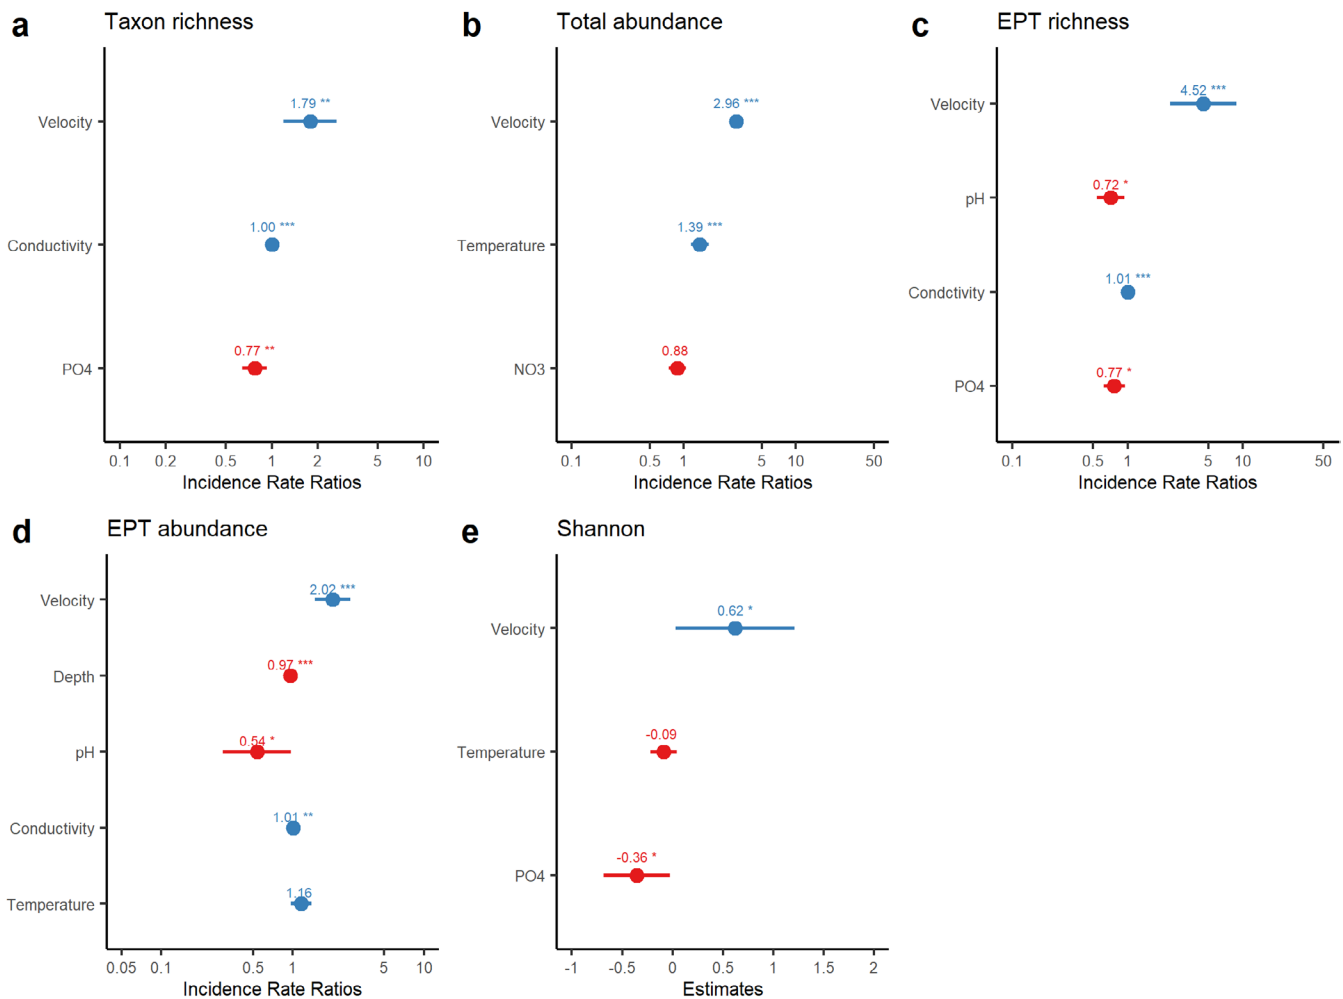 a Taxon richness
1.79 **
Velocity
1.00 ***
Conductivity
0.77 **
PO4
0.1 0.2 0.5 1 2 5 10
Incidence Rate Ratios
b Total abundance
2.96 ***
Velocity
1.39 ***
Temperature
0.88
NO3
0.1 0.5 1 5 10 50
Incidence Rate Ratios
c EPT richness
4.52 ***
Velocity
0.72 *
pH
1.01 ***
Condctivity
0.77 *
PO4
0.1 0.5 1 5 10 50
Incidence Rate Ratios
d EPT abundance
2.02 ***
Velocity
0.97 ***
Depth
0.54 *
pH
1.01 **
Conductivity
1.16
Temperature
0.05 0.1 0.5 1 5 10
Incidence Rate Ratios
e Shannon
0.62 *
Velocity
-0.09
Temperature
-0.36 *
PO4
-1 -0.5 0 0.5 1 1.5 2
Estimates